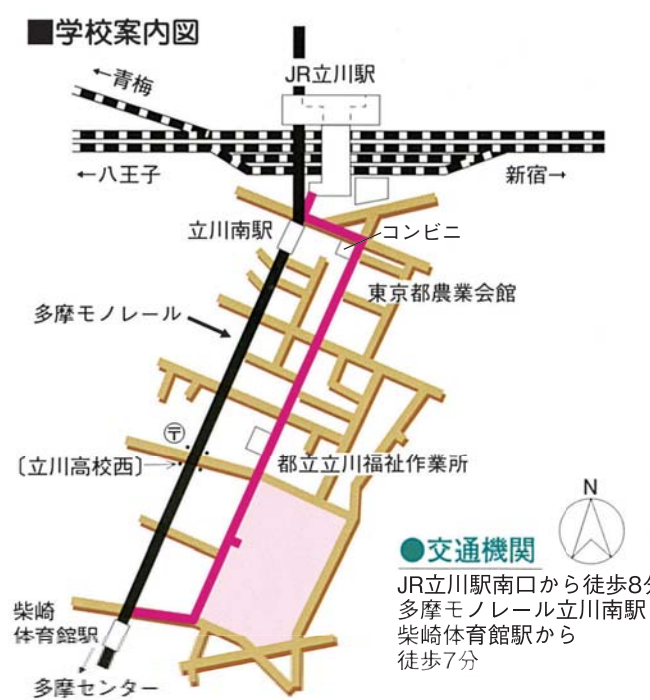 ■学校案内図
JR立川駅
←青梅
←八王子
新宿→
立川南駅
コンビニ
東京都農業会館
多摩モノレール
〒
〔立川高校西〕
都立立川福祉作業所
N
●交通機関
JR立川駅南口から徒歩8分
多摩モノレール立川南駅
柴崎体育館駅から
徒歩7分
柴崎
体育館駅
多摩センター